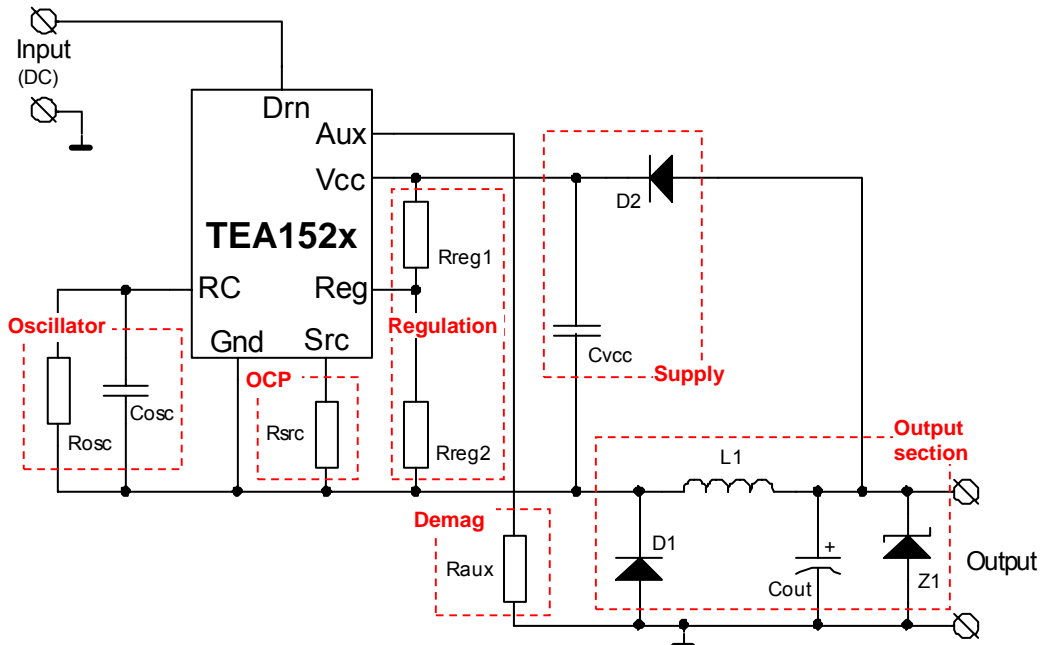 Input
(DC)
Drn
Aux
Vcc
D2
TEA152x
Rreg1
RC
Reg
Oscillator
Regulation
Gnd
Src
Cvcc
OCP
Supply
Cosc
Rosc
Rsrc
Rreg2
Output
section
L1
Demag
D1
+
Raux
Cout
Z1
Output